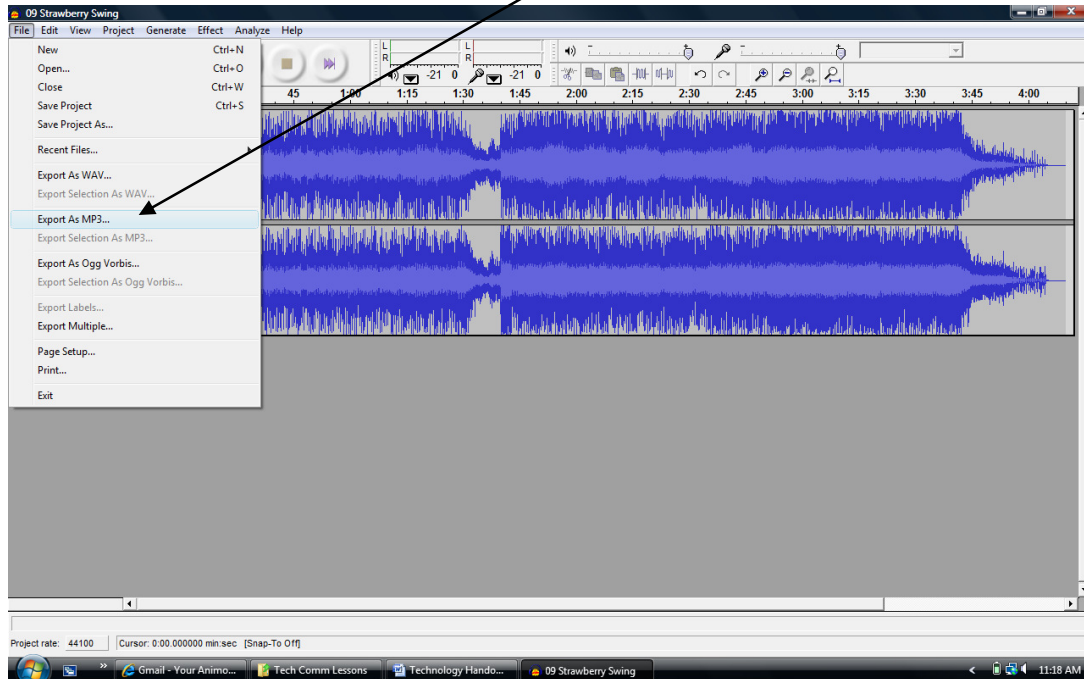 09 Strawberry Swing
File Edit View Project Generate Effect Analyze Help
New Ctrl+N
Open... Ctrl+O
Close Ctrl+W
Save Project Ctrl+S
Save Project As...
Recent Files...
Export As WAV...
Export Selection As WAV...
Export As MP3...
Export Selection As MP3...
Export As Ogg Vorbis...
Export Selection As Ogg Vorbis...
Export Labels...
Export Multiple...
Page Setup...
Print...
Exit
L L
R R
-21 0 -21 0
45 1:00 1:15 1:30 1:45 2:00 2:15 2:30 2:45 3:00 3:15 3:30 3:45 4:00
Project rate: 44100 Cursor: 0:00.000000 min:sec [Snap-To Off]
Gmail - Your Animo... Tech Comm Lessons Technology Hando... 09 Strawberry Swing 11:18 AM